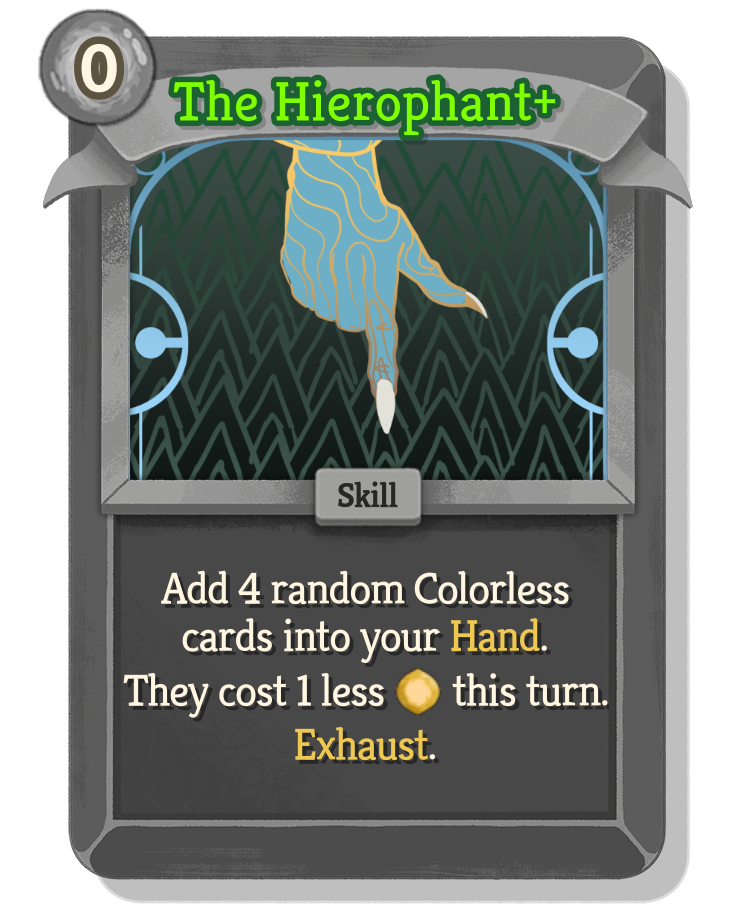 0
The Hierophant+
Skill
Add 4 random Colorless
cards into your Hand.
They cost 1 less this turn.
Exhaust.